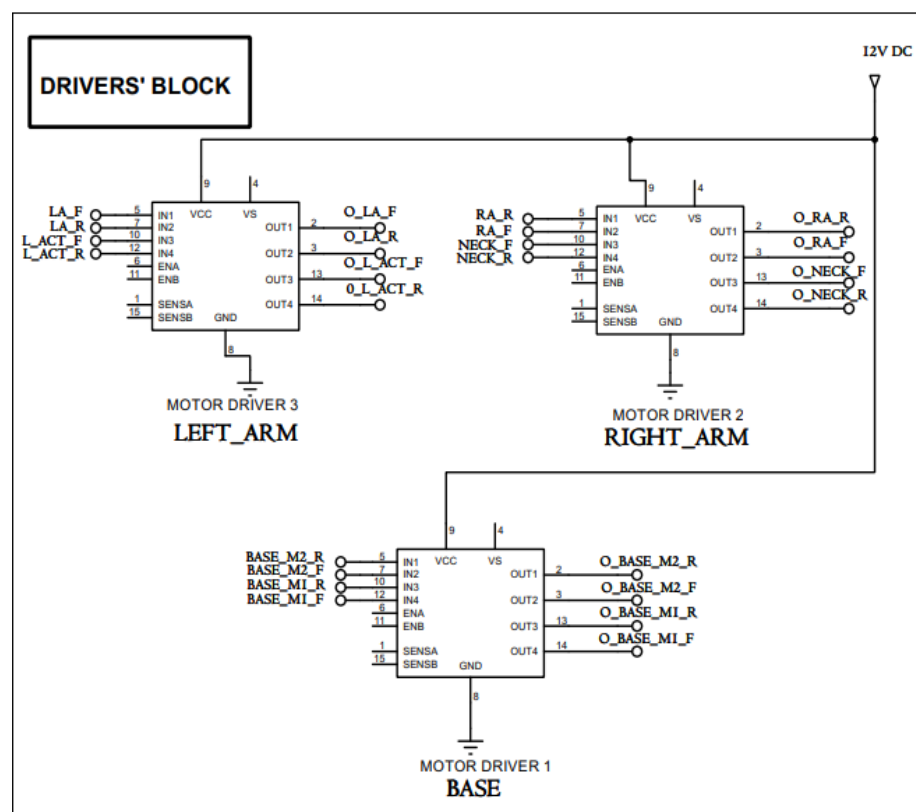 12V DC
DRIVERS' BLOCK
9
4
VCC
VS
LA_F
5
IN1
LA_R
7
IN2
L_ACT_F
10
IN3
L_ACT_R
12
IN4
6
ENA
11
ENB
1
SENSA
15
SENSB
GND
8
OUT1
2
O_LA_F
OUT2
3
O_LA_R
OUT3
13
O_L_ACT_F
OUT4
14
0_L_ACT_R
MOTOR DRIVER 3
LEFT_ARM
9
4
VCC
VS
RA_R
5
IN1
RA_F
7
IN2
NECK_F
10
IN3
NECK_R
12
IN4
6
ENA
11
ENB
1
SENSA
15
SENSB
GND
8
OUT1
2
O_RA_R
OUT2
3
O_RA_F
OUT3
13
O_NECK_F
OUT4
14
O_NECK_R
MOTOR DRIVER 2
RIGHT_ARM
9
4
VCC
VS
BASE_M2_R
5
IN1
BASE_M2_F
7
IN2
BASE_M1_R
10
IN3
BASE_M1_F
12
IN4
6
ENA
11
ENB
1
SENSA
15
SENSB
GND
8
OUT1
2
O_BASE_M2_R
OUT2
3
O_BASE_M2_F
OUT3
13
O_BASE_M1_R
OUT4
14
O_BASE_M1_F
MOTOR DRIVER 1
BASE